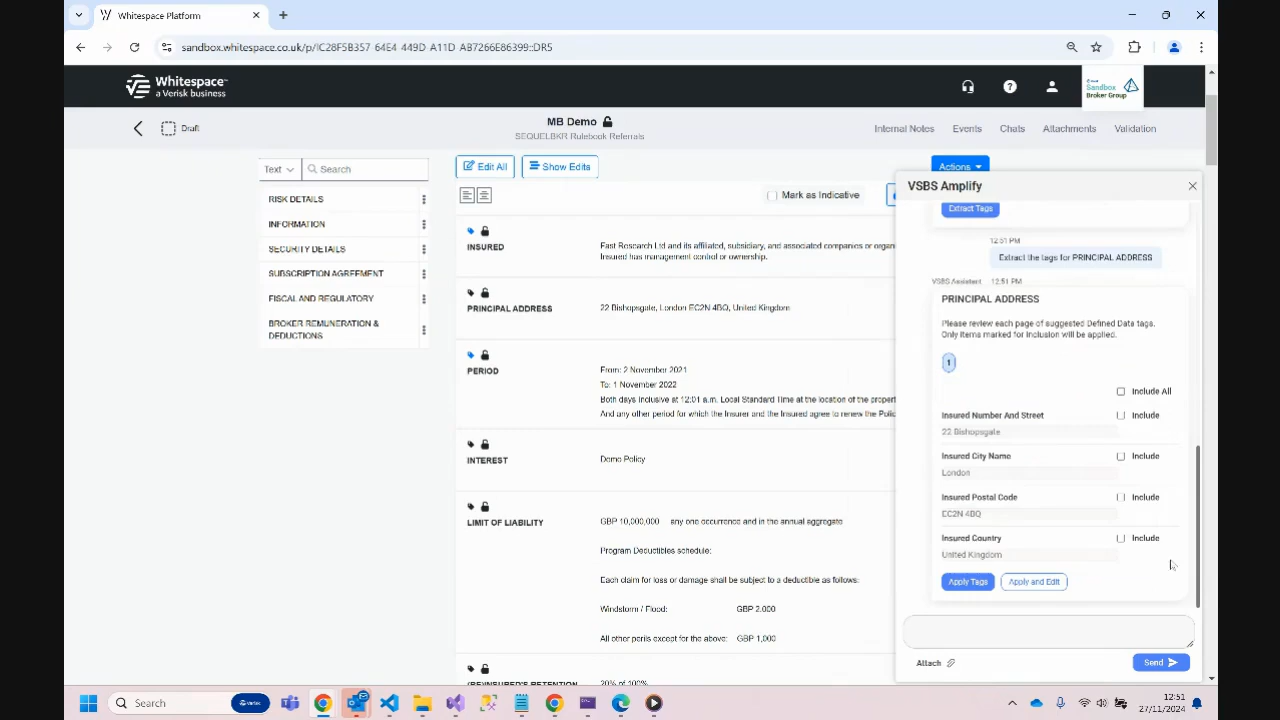 Whitespace Platform
sandbox.whitespace.co.uk/p/IC28F5B357 64E4 449D A11D AB7266E86399::DR5
Whitespace
a Verisk business
Sandbox
Broker Group
Draft
MB Demo
SEQUELBKR Rulebook Referrals
Internal Notes
Events
Chats
Attachments
Validation
Text
Search
Edit All
Show Edits
Actions
Mark as Indicative
RISK DETAILS
INFORMATION
SECURITY DETAILS
SUBSCRIPTION AGREEMENT
FISCAL AND REGULATORY
BROKER REMUNERATION &
DEDUCTIONS
INSURED
Fast Research Ltd and its affiliated, subsidiary, and associated companies or organ
Insured has management control or ownership.
PRINCIPAL ADDRESS
22 Bishopsgate, London EC2N 4BQ, United Kingdom
PERIOD
From: 2 November 2021
To: 1 November 2022
Both days inclusive at 12:01 a.m. Local Standard Time at the location of the propert
And any other period for which the Insurer and the Insured agree to renew the Polic
INTEREST
Demo Policy
LIMIT OF LIABILITY
GBP 10,000,000 any one occurrence and in the annual aggregate
Program Deductibles schedule:
Each claim for loss or damage shall be subject to a deductible as follows:
Windstorm / Flood: GBP 2,000
All other perils except for the above: GBP 1,000
(RE)INSURED'S RETENTION
20% of 100%
VSBS Amplify
Extract Tags
12:51 PM
Extract the tags for PRINCIPAL ADDRESS
VSBS Assistant 12:51 PM
PRINCIPAL ADDRESS
Please review each page of suggested Defined Data tags.
Only items marked for inclusion will be applied.
1
Include All
Insured Number And Street
Include
22 Bishopsgate
Insured City Name
Include
London
Insured Postal Code
Include
EC2N 4BQ
Insured Country
Include
United Kingdom
Apply Tags
Apply and Edit
Attach
Send
Search
Verisk
12:51
27/11/2024